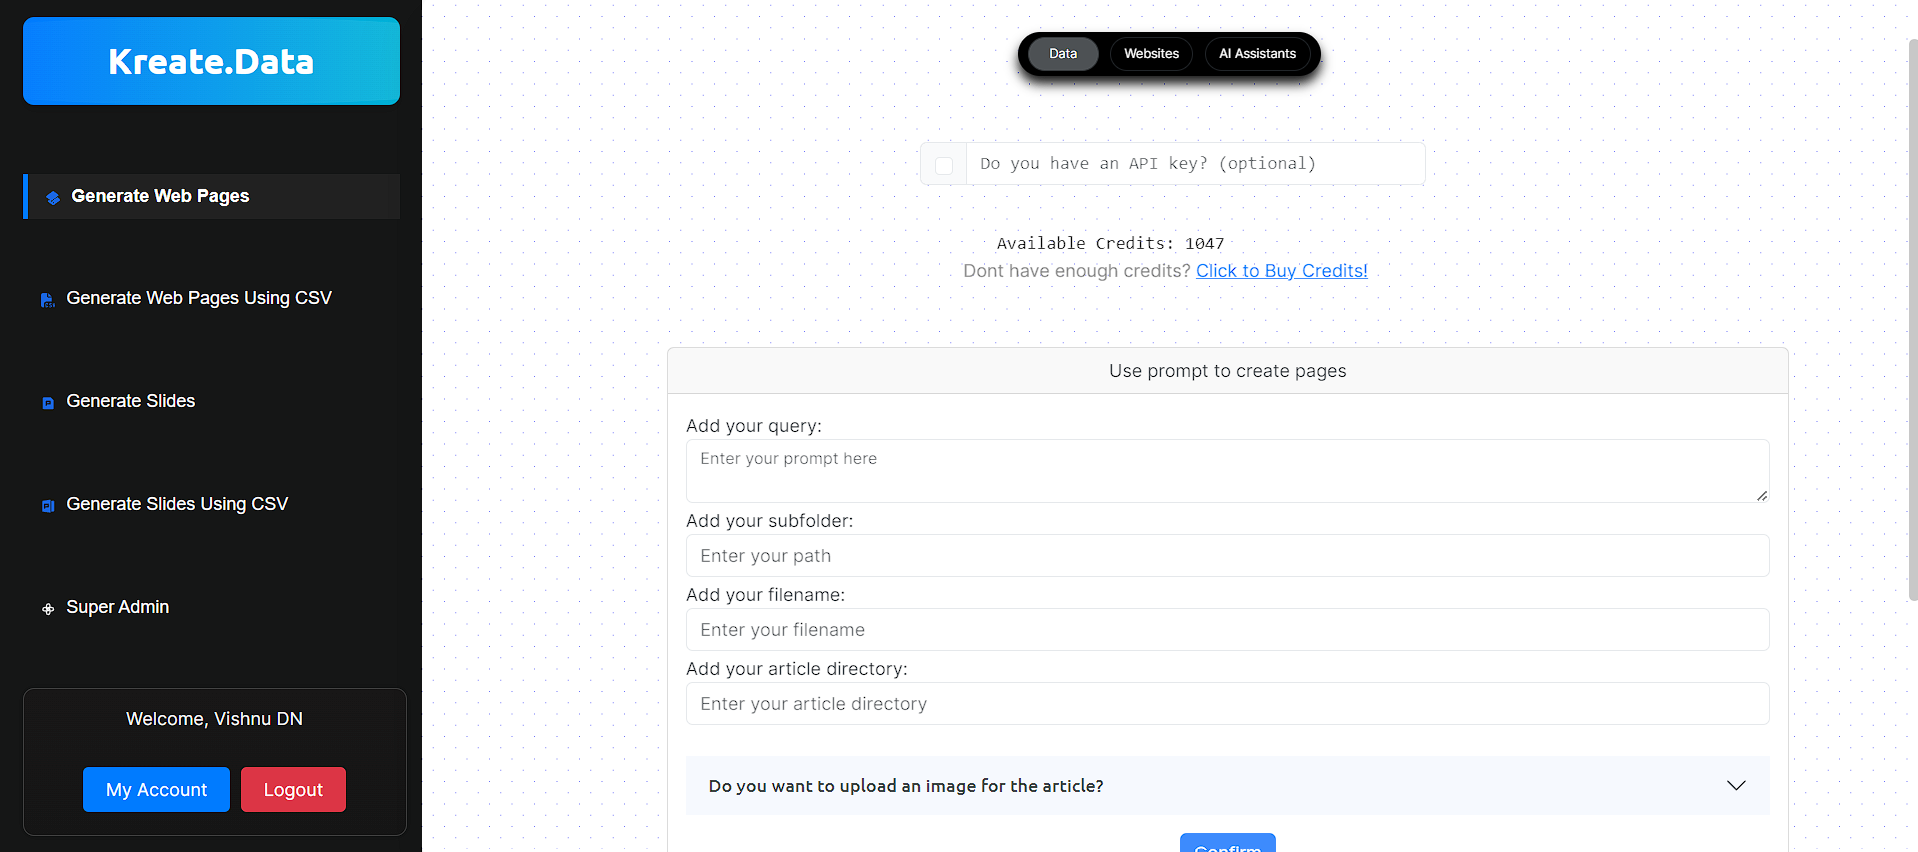 Kreate.Data
Generate Web Pages
Generate Web Pages Using CSV
Generate Slides
Generate Slides Using CSV
Super Admin
Welcome, Vishnu DN
My Account
Logout
Data
Websites
AI Assistants
Do you have an API key? (optional)
Available Credits: 1047
Dont have enough credits? Click to Buy Credits!
Use prompt to create pages
Add your query:
Enter your prompt here
Add your subfolder:
Enter your path
Add your filename:
Enter your filename
Add your article directory:
Enter your article directory
Do you want to upload an image for the article?
Confirm